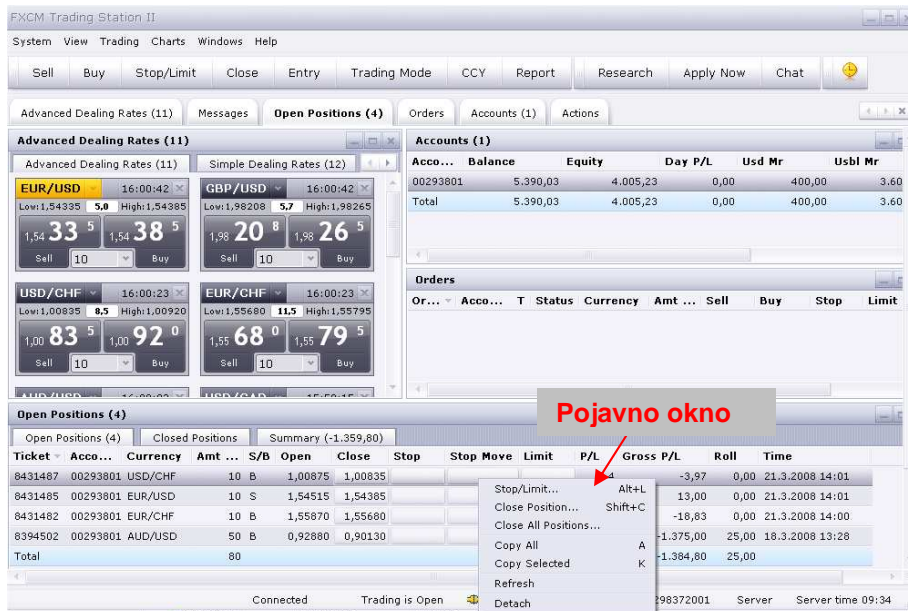 FXCM Trading Station II
System View Trading Charts Windows Help
Sell Buy Stop/Limit Close Entry Trading Mode CCY Report Research Apply Now Chat
Advanced Dealing Rates (11) Messages Open Positions (4) Orders Accounts (1) Actions
Advanced Dealing Rates (11)
Advanced Dealing Rates (11) Simple Dealing Rates (12)
EUR/USD 16:00:42 GBP/USD 16:00:42
Low:1,54335 5,0 High:1,54385 Low:1,98208 5,7 High:1,98265
1,54 33 5 1,54 38 5 1,98 20 8 1,98 26 5
Sell 10 Buy Sell 10 Buy
USD/CHF 16:00:23 EUR/CHF 16:00:23
Low:1,00835 8,5 High:1,00920 Low:1,55680 11,5 High:1,55795
1,00 83 5 1,00 92 0 1,55 68 0 1,55 79 5
Sell 10 Buy Sell 10 Buy
Accounts (1)
Acco... Balance Equity Day P/L Usd Mr Usbl Mr
00293801 5.390,03 4.005,23 0,00 400,00 3.60
Total 5.390,03 4.005,23 0,00 400,00 3.60
Orders
Or... Acco... T Status Currency Amt ... Sell Buy Stop Limit
Pojavno okno
Open Positions (4)
Open Positions (4) Closed Positions Summary (-1.359,80)
Ticket Acco... Currency Amt ... S/B Open Close Stop Stop Move Limit P/L Gross P/L Roll Time
8431487 00293801 USD/CHF 10 B 1,00875 1,00835 -3,97 0,00 21.3.2008 14:01
8431485 00293801 EUR/USD 10 S 1,54515 1,54385 13,00 0,00 21.3.2008 14:01
8431482 00293801 EUR/CHF 10 B 1,55870 1,55680 -18,83 0,00 21.3.2008 14:00
8394502 00293801 AUD/USD 50 B 0,92880 0,90130 -1.375,00 25,00 18.3.2008 13:28
Total 80 -1.384,80 25,00
Stop/Limit... Alt+L
Close Position... Shift+C
Close All Positions...
Copy All A
Copy Selected K
Refresh
Detach
Connected Trading is Open 298372001 Server Server time 09:34